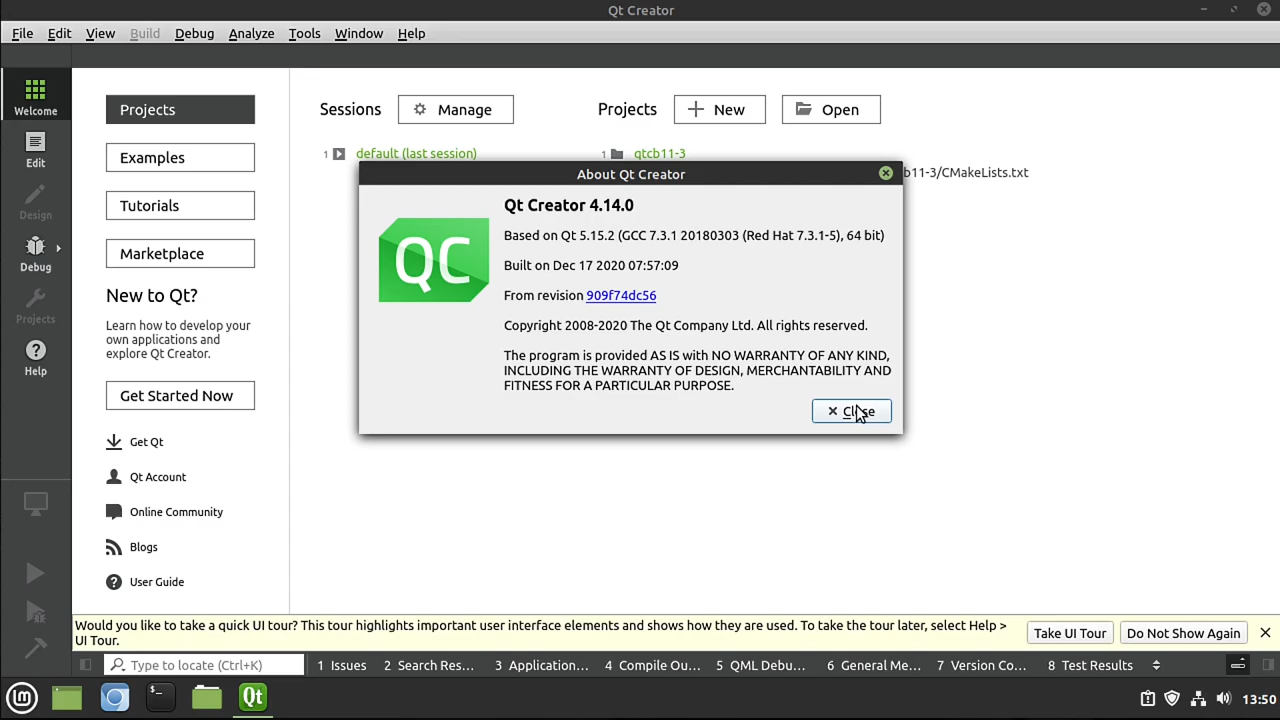 Qt Creator
File Edit View Build Debug Analyze Tools Window Help
Welcome
Edit
Design
Debug
Projects
Help
Projects
Examples
Tutorials
Marketplace
New to Qt?
Learn how to develop your
own applications and
explore Qt Creator.
Get Started Now
Get Qt
Qt Account
Online Community
Blogs
User Guide
Sessions Manage
1 default (last session)
Projects New Open
1 qtcb11-3
b11-3/CMakeLists.txt
About Qt Creator
QC
Qt Creator 4.14.0
Based on Qt 5.15.2 (GCC 7.3.1 20180303 (Red Hat 7.3.1-5), 64 bit)
Built on Dec 17 2020 07:57:09
From revision 909f74dc56
Copyright 2008-2020 The Qt Company Ltd. All rights reserved.
The program is provided AS IS with NO WARRANTY OF ANY KIND,
INCLUDING THE WARRANTY OF DESIGN, MERCHANTABILITY AND
FITNESS FOR A PARTICULAR PURPOSE.
Close
Would you like to take a quick UI tour? This tour highlights important user interface elements and shows how they are used. To take the tour later, select Help >
UI Tour.
Take UI Tour Do Not Show Again
Type to locate (Ctrl+K) 1 Issues 2 Search Res... 3 Application... 4 Compile Ou... 5 QML Debu... 6 General Me... 7 Version Co... 8 Test Results
Qt
13:50